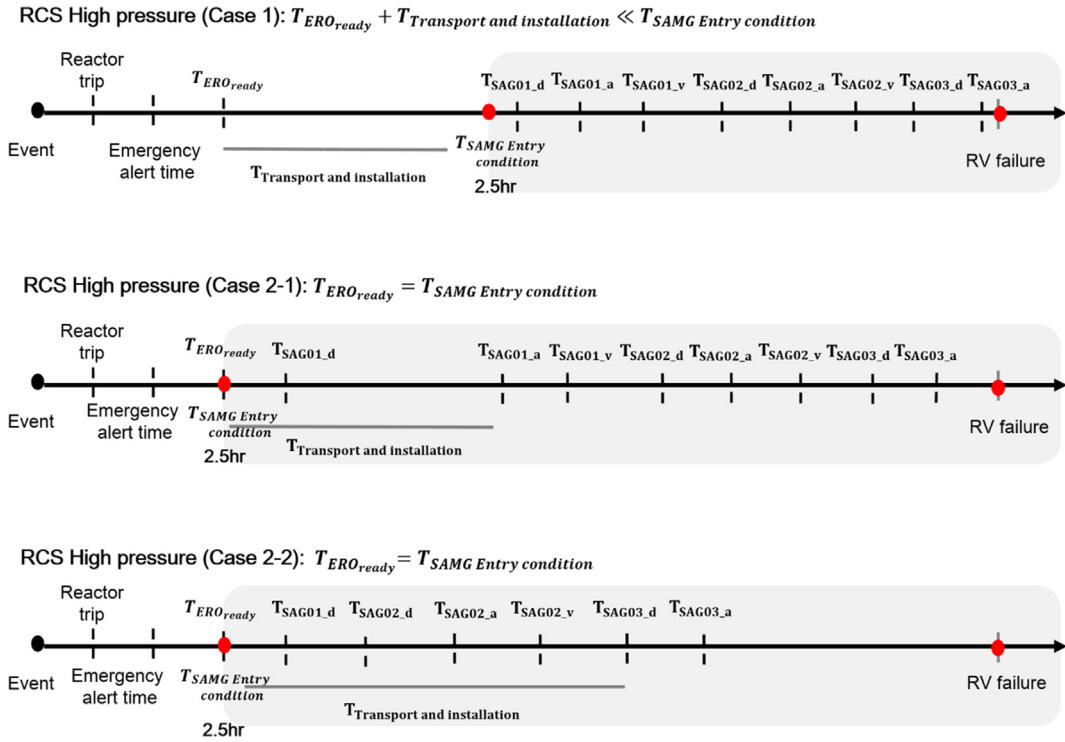 RCS High pressure (Case 1): T_ERO_ready + T_Transport and installation ≪ T_SAMG Entry condition
Reactor
trip
T_ERO_ready
T_SAG01_d T_SAG01_a T_SAG01_v T_SAG02_d T_SAG02_a T_SAG02_v T_SAG03_d T_SAG03_a
Event
Emergency
alert time
T_Transport and installation
T_SAMG Entry
condition
2.5hr
RV failure
RCS High pressure (Case 2-1): T_ERO_ready = T_SAMG Entry condition
Reactor
trip
T_ERO_ready
T_SAG01_d T_SAG01_a T_SAG01_v T_SAG02_d T_SAG02_a T_SAG02_v T_SAG03_d T_SAG03_a
Event
Emergency
alert time
T_SAMG Entry
condition
2.5hr
T_Transport and installation
RV failure
RCS High pressure (Case 2-2): T_ERO_ready = T_SAMG Entry condition
Reactor
trip
T_ERO_ready
T_SAG01_d T_SAG02_d T_SAG02_a T_SAG02_v T_SAG03_d T_SAG03_a
Event
Emergency
alert time
T_SAMG Entry
condition
2.5hr
T_Transport and installation
RV failure